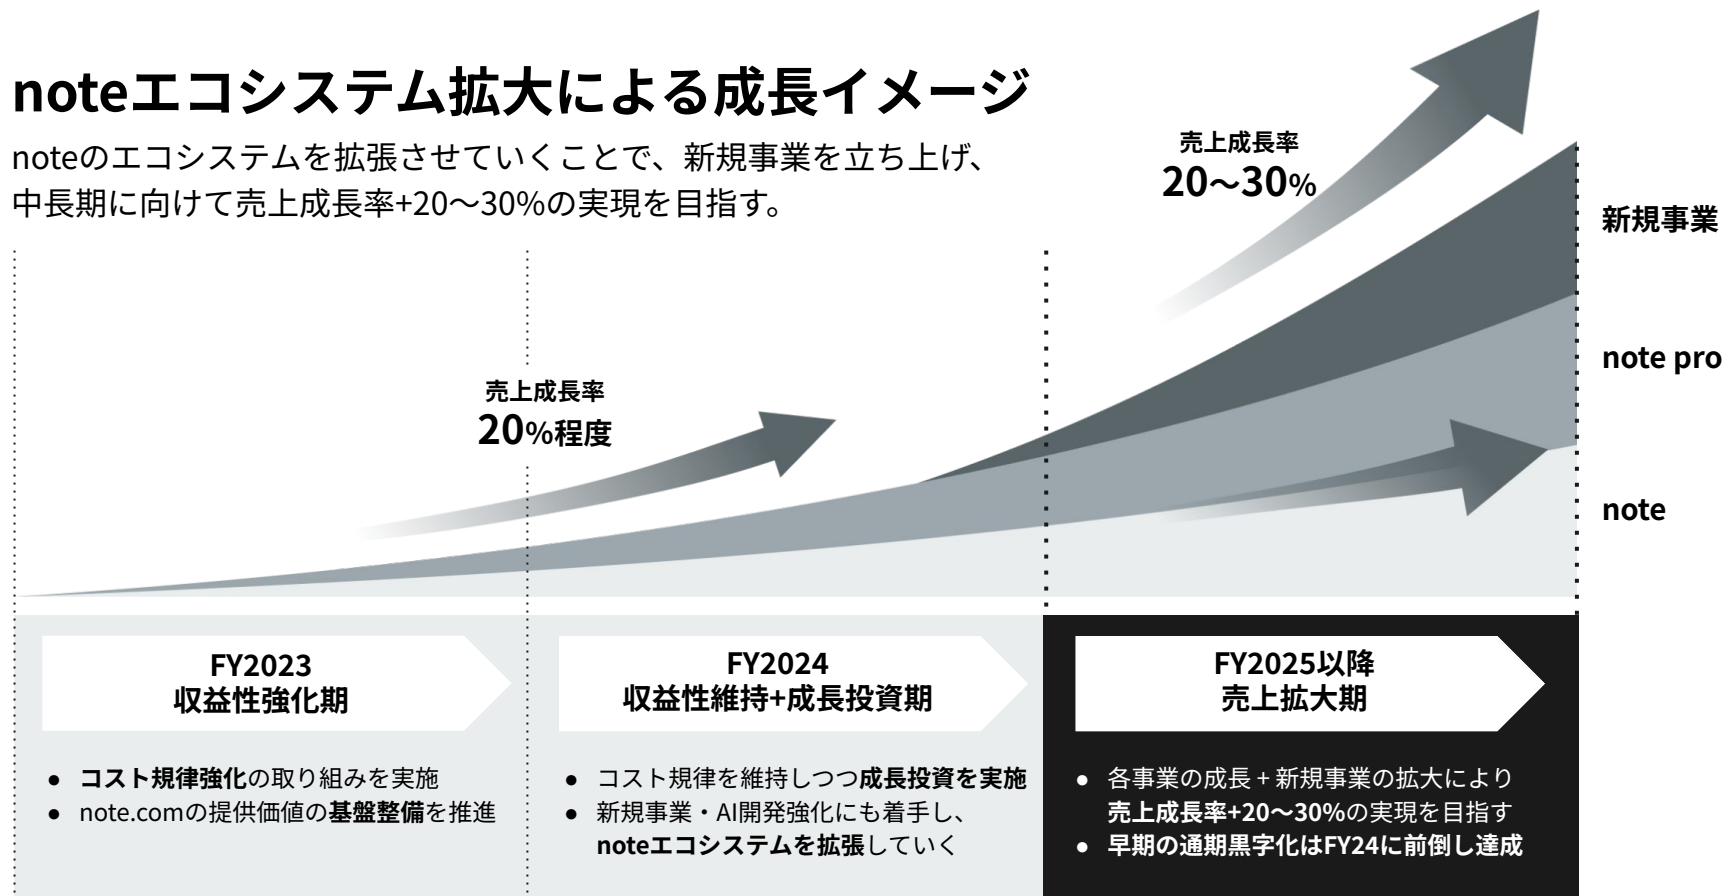 noteエコシステム拡大による成長イメージ
noteのエコシステムを拡張させていくことで、新規事業を立ち上げ、
中長期に向けて売上成長率+20〜30%の実現を目指す。
売上成長率
20〜30%
新規事業
note pro
note
売上成長率
20%程度
FY2023
収益性強化期
● コスト規律強化の取り組みを実施
● note.comの提供価値の基盤整備を推進
FY2024
収益性維持+成長投資期
● コスト規律を維持しつつ成長投資を実施
● 新規事業・AI開発強化にも着手し、
noteエコシステムを拡張していく
FY2025以降
売上拡大期
● 各事業の成長 + 新規事業の拡大により
売上成長率+20〜30%の実現を目指す
● 早期の通期黒字化はFY24に前倒し達成